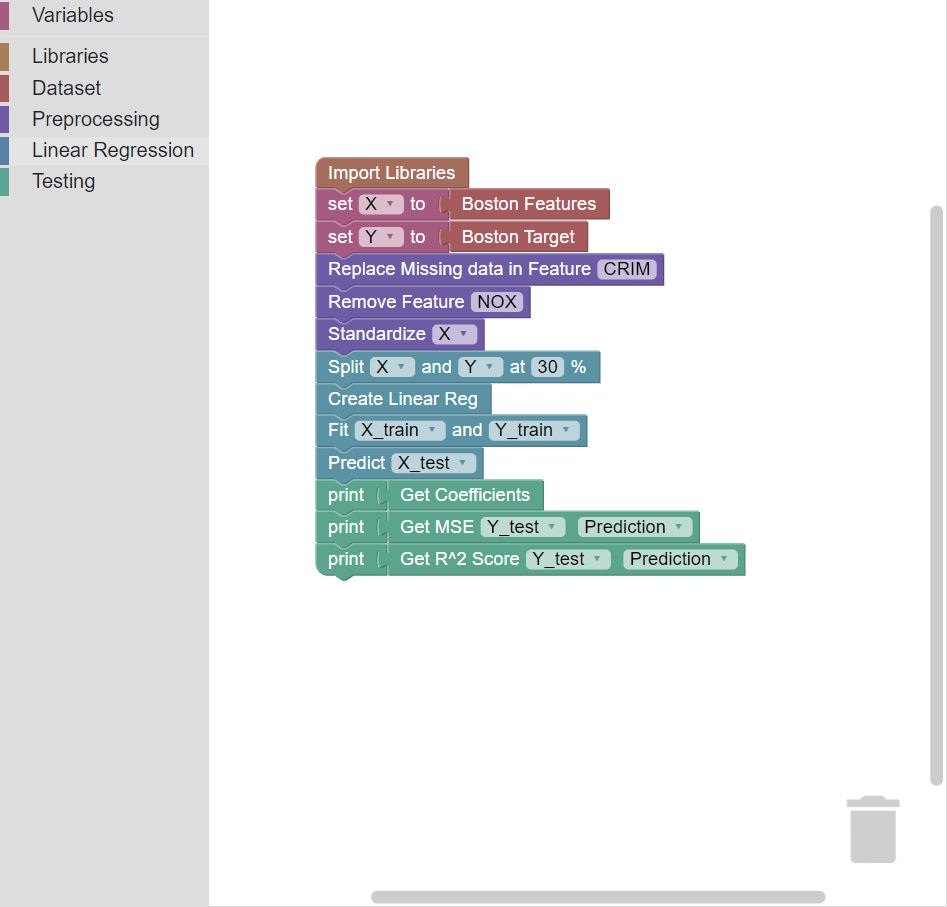 Variables
Libraries
Dataset
Preprocessing
Linear Regression
Testing
Import Libraries
set X to Boston Features
set Y to Boston Target
Replace Missing data in Feature CRIM
Remove Feature NOX
Standardize X
Split X and Y at 30 %
Create Linear Reg
Fit X_train and Y_train
Predict X_test
print Get Coefficients
print Get MSE Y_test Prediction
print Get R^2 Score Y_test Prediction